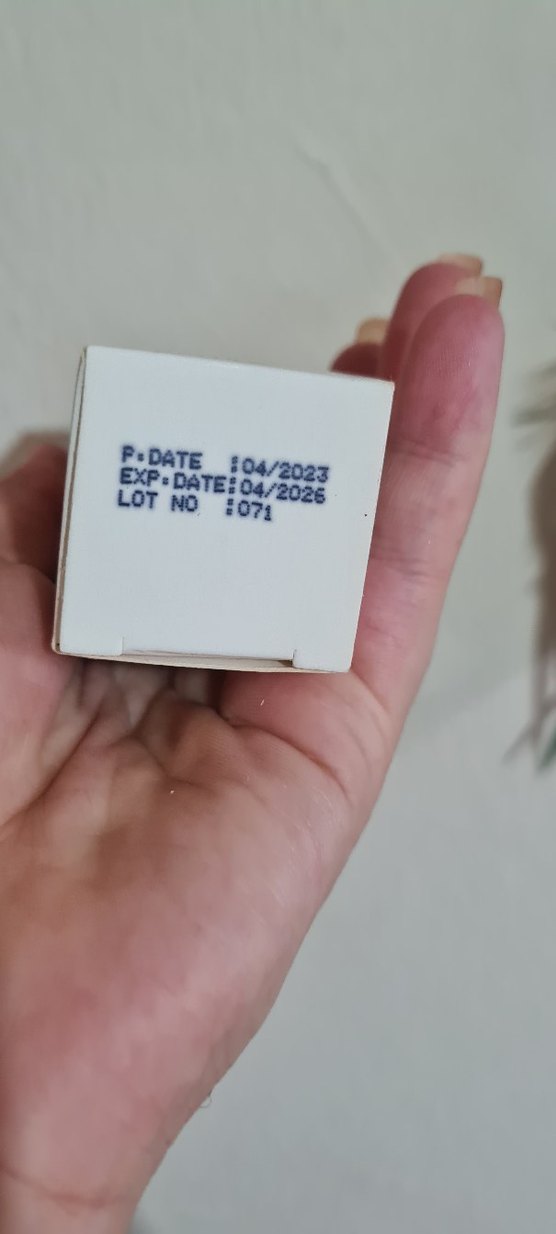 P.DATE :04/2023
EXP.DATE:04/2026
LOT NO :071